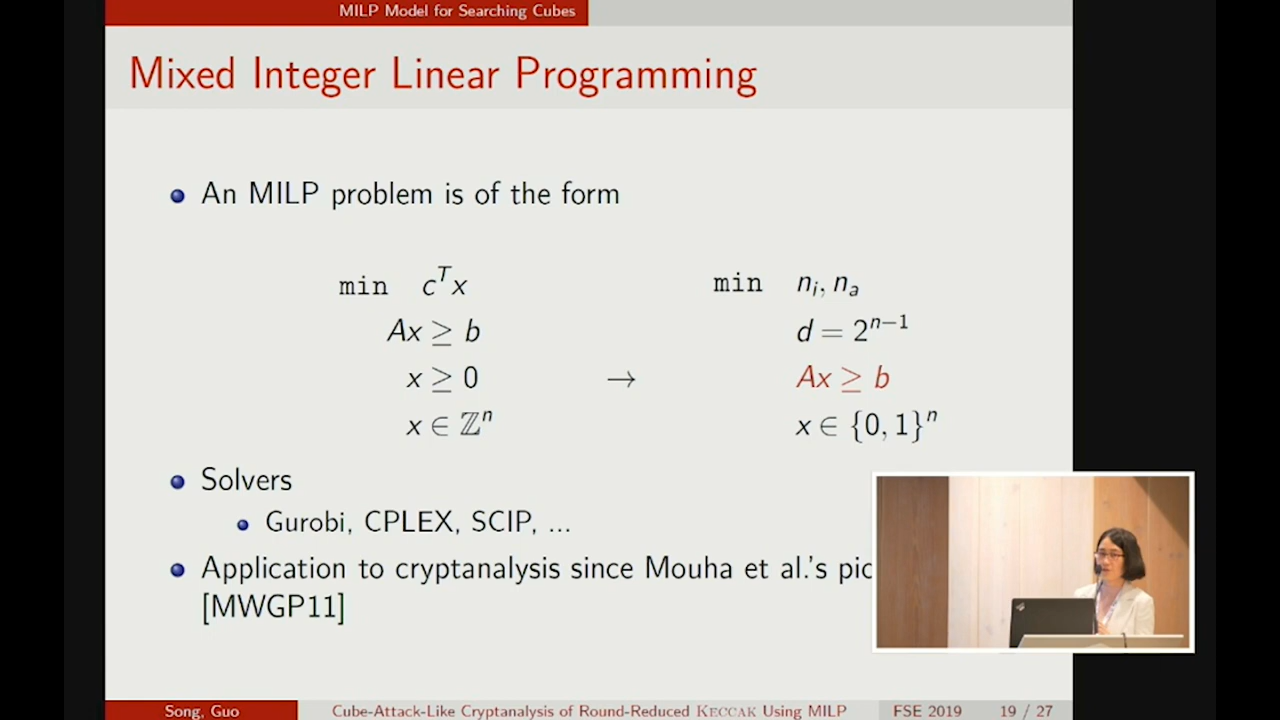 MILP Model for Searching Cubes
Mixed Integer Linear Programming
An MILP problem is of the form
min c^T x
Ax ≥ b
x ≥ 0
x ∈ ℤ^n
→
min n_i, n_a
d = 2^{n−1}
Ax ≥ b
x ∈ {0, 1}^n
Solvers
Gurobi, CPLEX, SCIP, ...
Application to cryptanalysis since Mouha et al.'s
[MWGP11]
Song, Guo
Cube-Attack-Like Cryptanalysis of Round-Reduced KECCAK Using MILP
FSE 2019
19 / 27